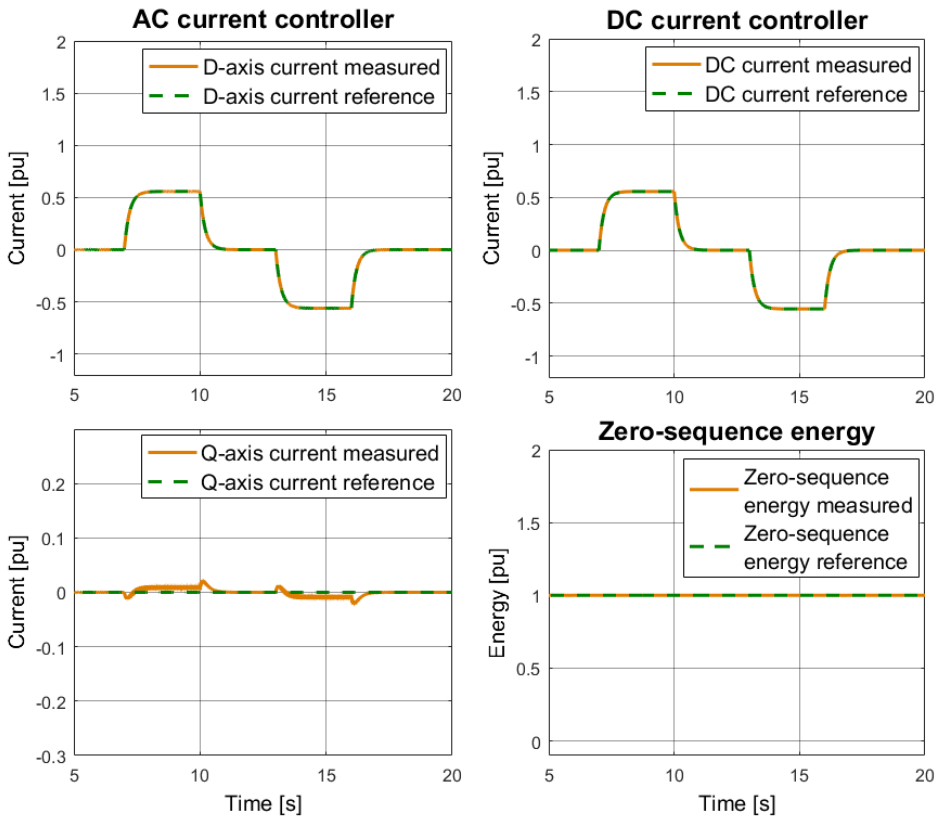 AC current controller
2
1.5
1
0.5
0
-0.5
-1
5
10
15
20
Current [pu]
D-axis current measured
D-axis current reference
DC current controller
2
1.5
1
0.5
0
-0.5
-1
5
10
15
20
Current [pu]
DC current measured
DC current reference
0.2
0.1
0
-0.1
-0.2
-0.3
5
10
15
20
Current [pu]
Time [s]
Q-axis current measured
Q-axis current reference
Zero-sequence energy
2
1.5
1
0.5
0
5
10
15
20
Energy [pu]
Time [s]
Zero-sequence
energy measured
Zero-sequence
energy reference